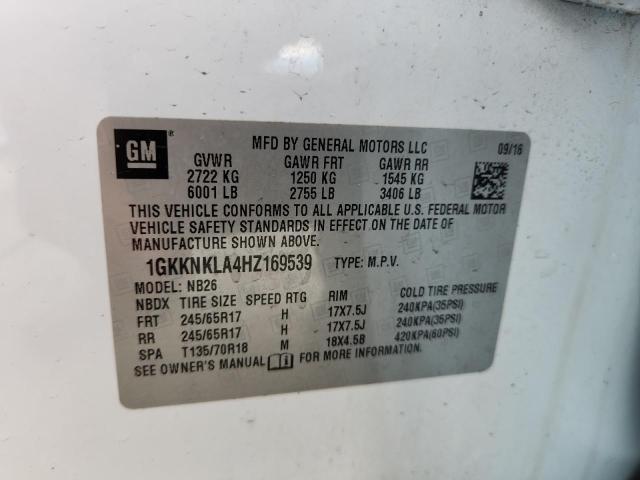 GM ®
MFD BY GENERAL MOTORS LLC 09/16
GVWR GAWR FRT GAWR RR
2722 KG 1250 KG 1545 KG
6001 LB 2755 LB 3406 LB
THIS VEHICLE CONFORMS TO ALL APPLICABLE U.S. FEDERAL MOTOR
VEHICLE SAFETY STANDARDS IN EFFECT ON THE DATE OF
MANUFACTURE SHOWN ABOVE.
1GKKNKLA4HZ169539 TYPE: M.P.V.
MODEL: NB26
NBDX TIRE SIZE SPEED RTG RIM COLD TIRE PRESSURE
FRT 245/65R17 H 17X7.5J 240KPA(35PSI)
RR 245/65R17 H 17X7.5J 240KPA(35PSI)
SPA T135/70R18 M 18X4.5B 420KPA(60PSI)
SEE OWNER'S MANUAL i FOR MORE INFORMATION.